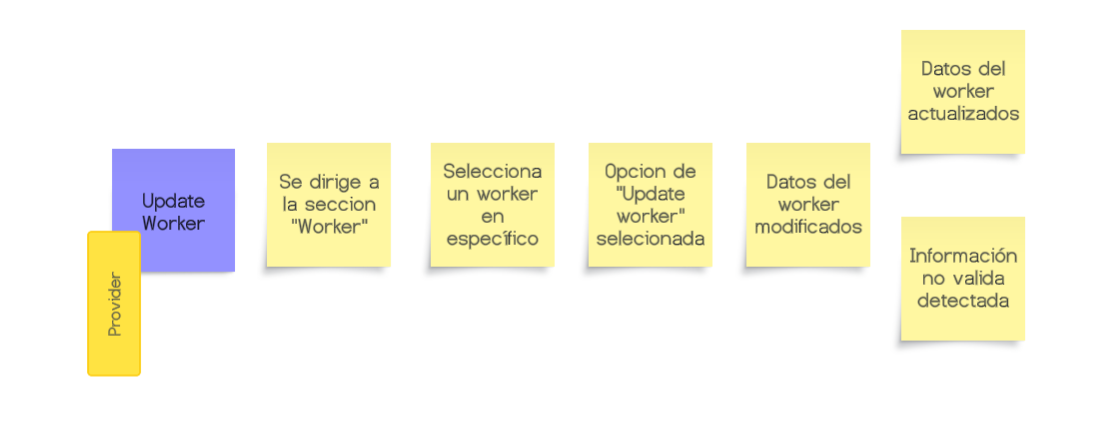 Update
Worker
Provider
Se dirige a
la seccion
"Worker"
Selecciona
un worker
en
específico
Opcion de
"Update
worker"
selecionada
Datos del
worker
modificados
Datos del
worker
actualizados
Información
no valida
detectada